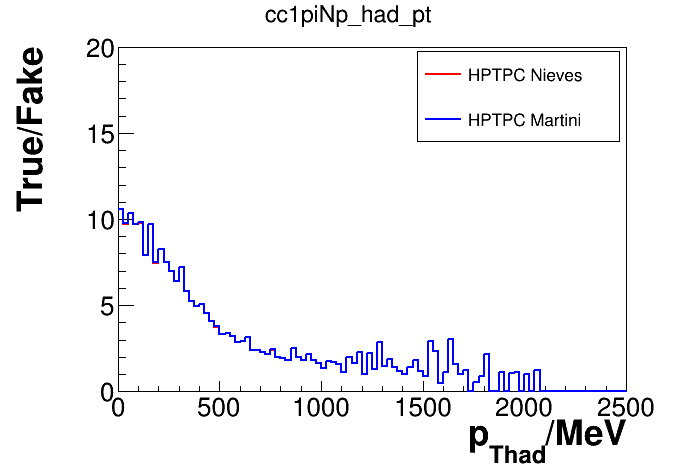 cc1piNp_had_pt
True/Fake
20
15
10
5
0
HPTPC Nieves
HPTPC Martini
0 500 1000 1500 2000 2500
pThad/MeV